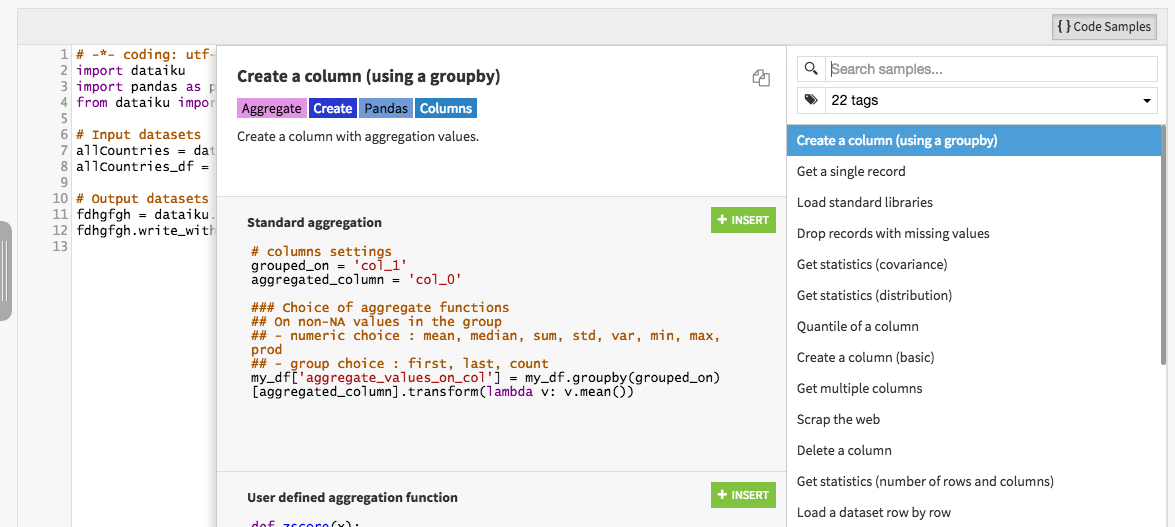 { } Code Samples
1 # -*- coding: utf-
2 import dataiku
3 import pandas as p
4 from dataiku impor
5
6 # Input datasets
7 allCountries = dat
8 allCountries_df =
9
10 # Output datasets
11 fdhgfgh = dataiku.
12 fdhgfgh.write_with
13
Create a column (using a groupby)
Aggregate Create Pandas Columns
Create a column with aggregation values.
Standard aggregation
+ INSERT
# columns settings
grouped_on = 'col_1'
aggregated_column = 'col_0'
### Choice of aggregate functions
## On non-NA values in the group
## - numeric choice : mean, median, sum, std, var, min, max,
prod
## - group choice : first, last, count
my_df['aggregate_values_on_col'] = my_df.groupby(grouped_on)
[aggregated_column].transform(lambda v: v.mean())
User defined aggregation function
+ INSERT
def zscore(x):
Search samples...
22 tags
Create a column (using a groupby)
Get a single record
Load standard libraries
Drop records with missing values
Get statistics (covariance)
Get statistics (distribution)
Quantile of a column
Create a column (basic)
Get multiple columns
Scrap the web
Delete a column
Get statistics (number of rows and columns)
Load a dataset row by row